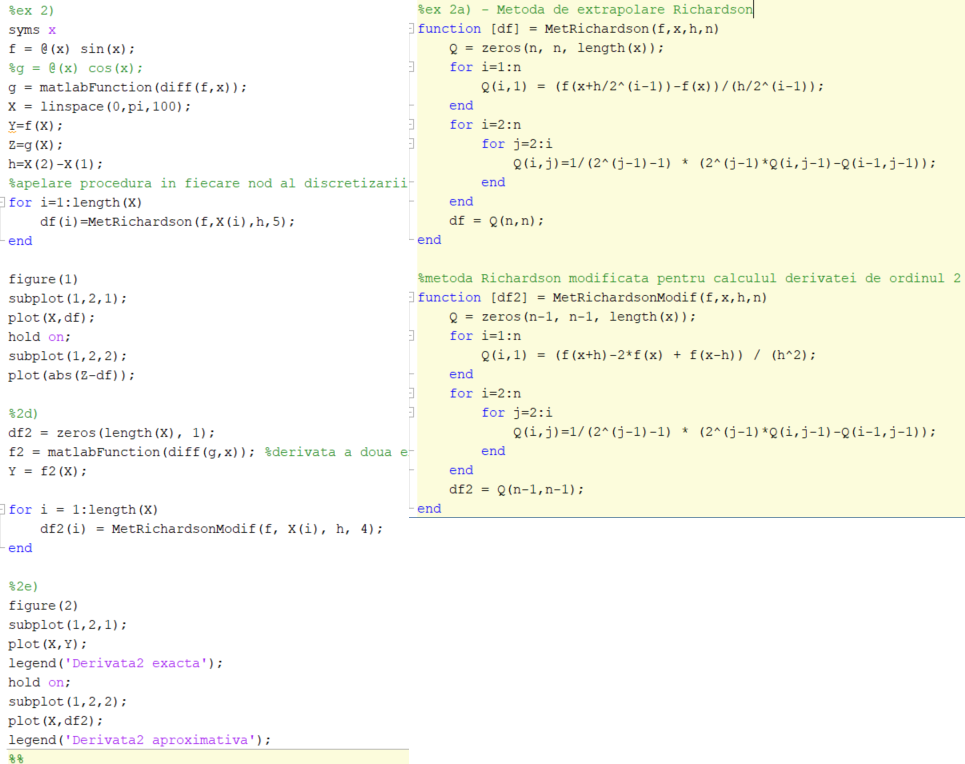 %ex 2)
syms x
f = @(x) sin(x);
%g = @(x) cos(x);
g = matlabFunction(diff(f,x));
X = linspace(0,pi,100);
Y=f(X);
Z=g(X);
h=X(2)-X(1);
%apelare procedura in fiecare nod al discretizarii
for i=1:length(X)
    df(i)=MetRichardson(f,X(i),h,5);
end

figure(1)
subplot(1,2,1);
plot(X,df);
hold on;
subplot(1,2,2);
plot(abs(Z-df));

%2d)
df2 = zeros(length(X), 1);
f2 = matlabFunction(diff(g,x)); %derivata a doua e
Y = f2(X);

for i = 1:length(X)
    df2(i) = MetRichardsonModif(f, X(i), h, 4);
end

%2e)
figure(2)
subplot(1,2,1);
plot(X,Y);
legend('Derivata2 exacta');
hold on;
subplot(1,2,2);
plot(X,df2);
legend('Derivata2 aproximativa');
%%
%ex 2a) - Metoda de extrapolare Richardson
function [df] = MetRichardson(f,x,h,n)
    Q = zeros(n, n, length(x));
    for i=1:n
        Q(i,1) = (f(x+h/2^(i-1))-f(x))/(h/2^(i-1));
    end
    for i=2:n
        for j=2:i
            Q(i,j)=1/(2^(j-1)-1) * (2^(j-1)*Q(i,j-1)-Q(i-1,j-1));
        end
    end
    df = Q(n,n);
end

%metoda Richardson modificata pentru calculul derivatei de ordinul 2
function [df2] = MetRichardsonModif(f,x,h,n)
    Q = zeros(n-1, n-1, length(x));
    for i=1:n
        Q(i,1) = (f(x+h)-2*f(x) + f(x-h)) / (h^2);
    end
    for i=2:n
        for j=2:i
            Q(i,j)=1/(2^(j-1)-1) * (2^(j-1)*Q(i,j-1)-Q(i-1,j-1));
        end
    end
    df2 = Q(n-1,n-1);
end